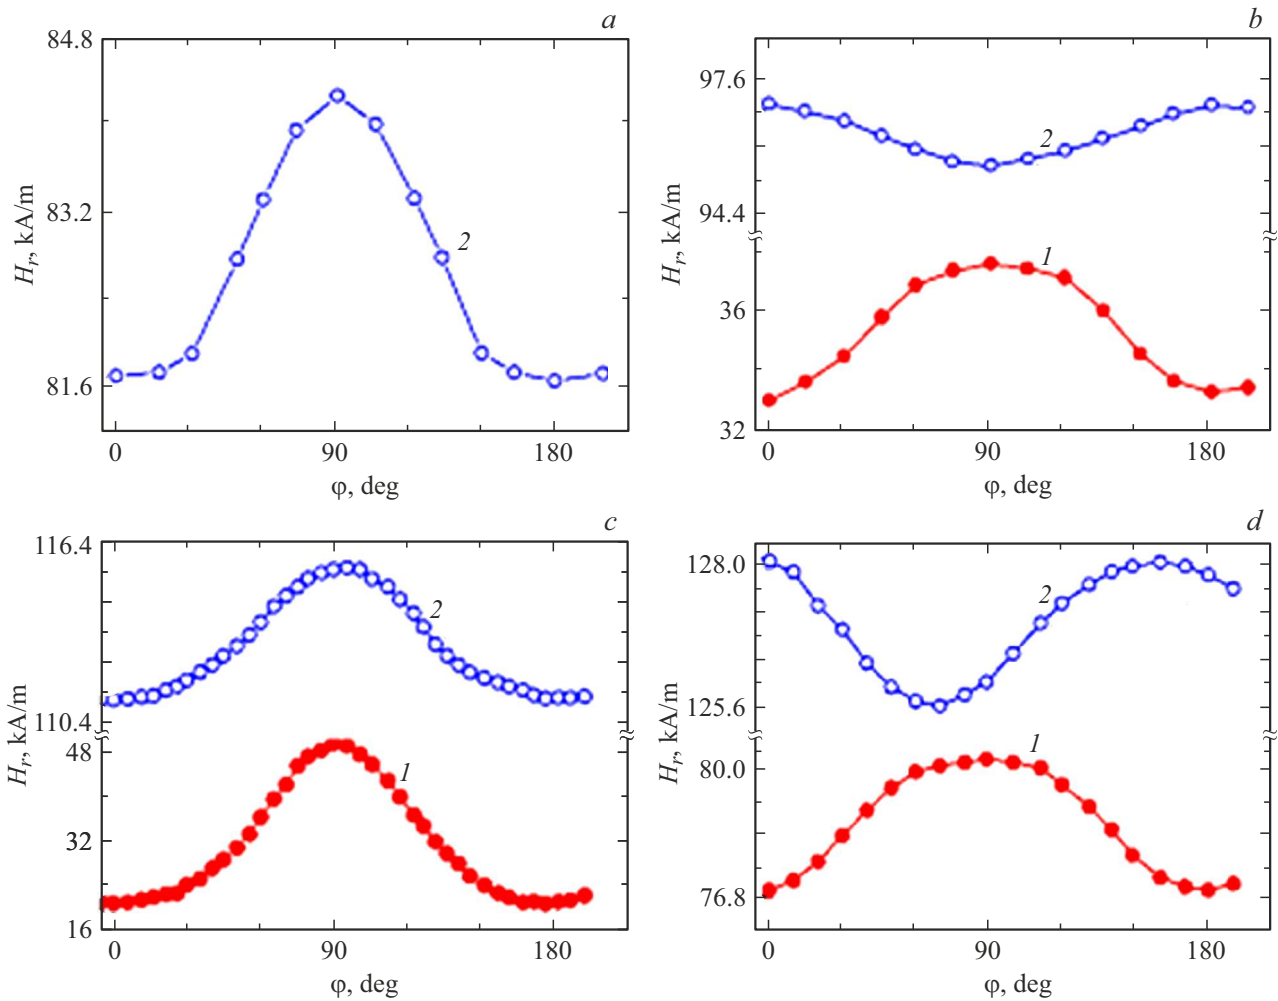 a
84.8
83.2
81.6
H_r, kA/m
2
0 90 180
φ, deg
b
97.6
94.4
36
32
H_r, kA/m
2
1
0 90 180
φ, deg
c
116.4
110.4
48
32
16
H_r, kA/m
2
1
0 90 180
φ, deg
d
128.0
125.6
80.0
76.8
H_r, kA/m
2
1
0 90 180
φ, deg